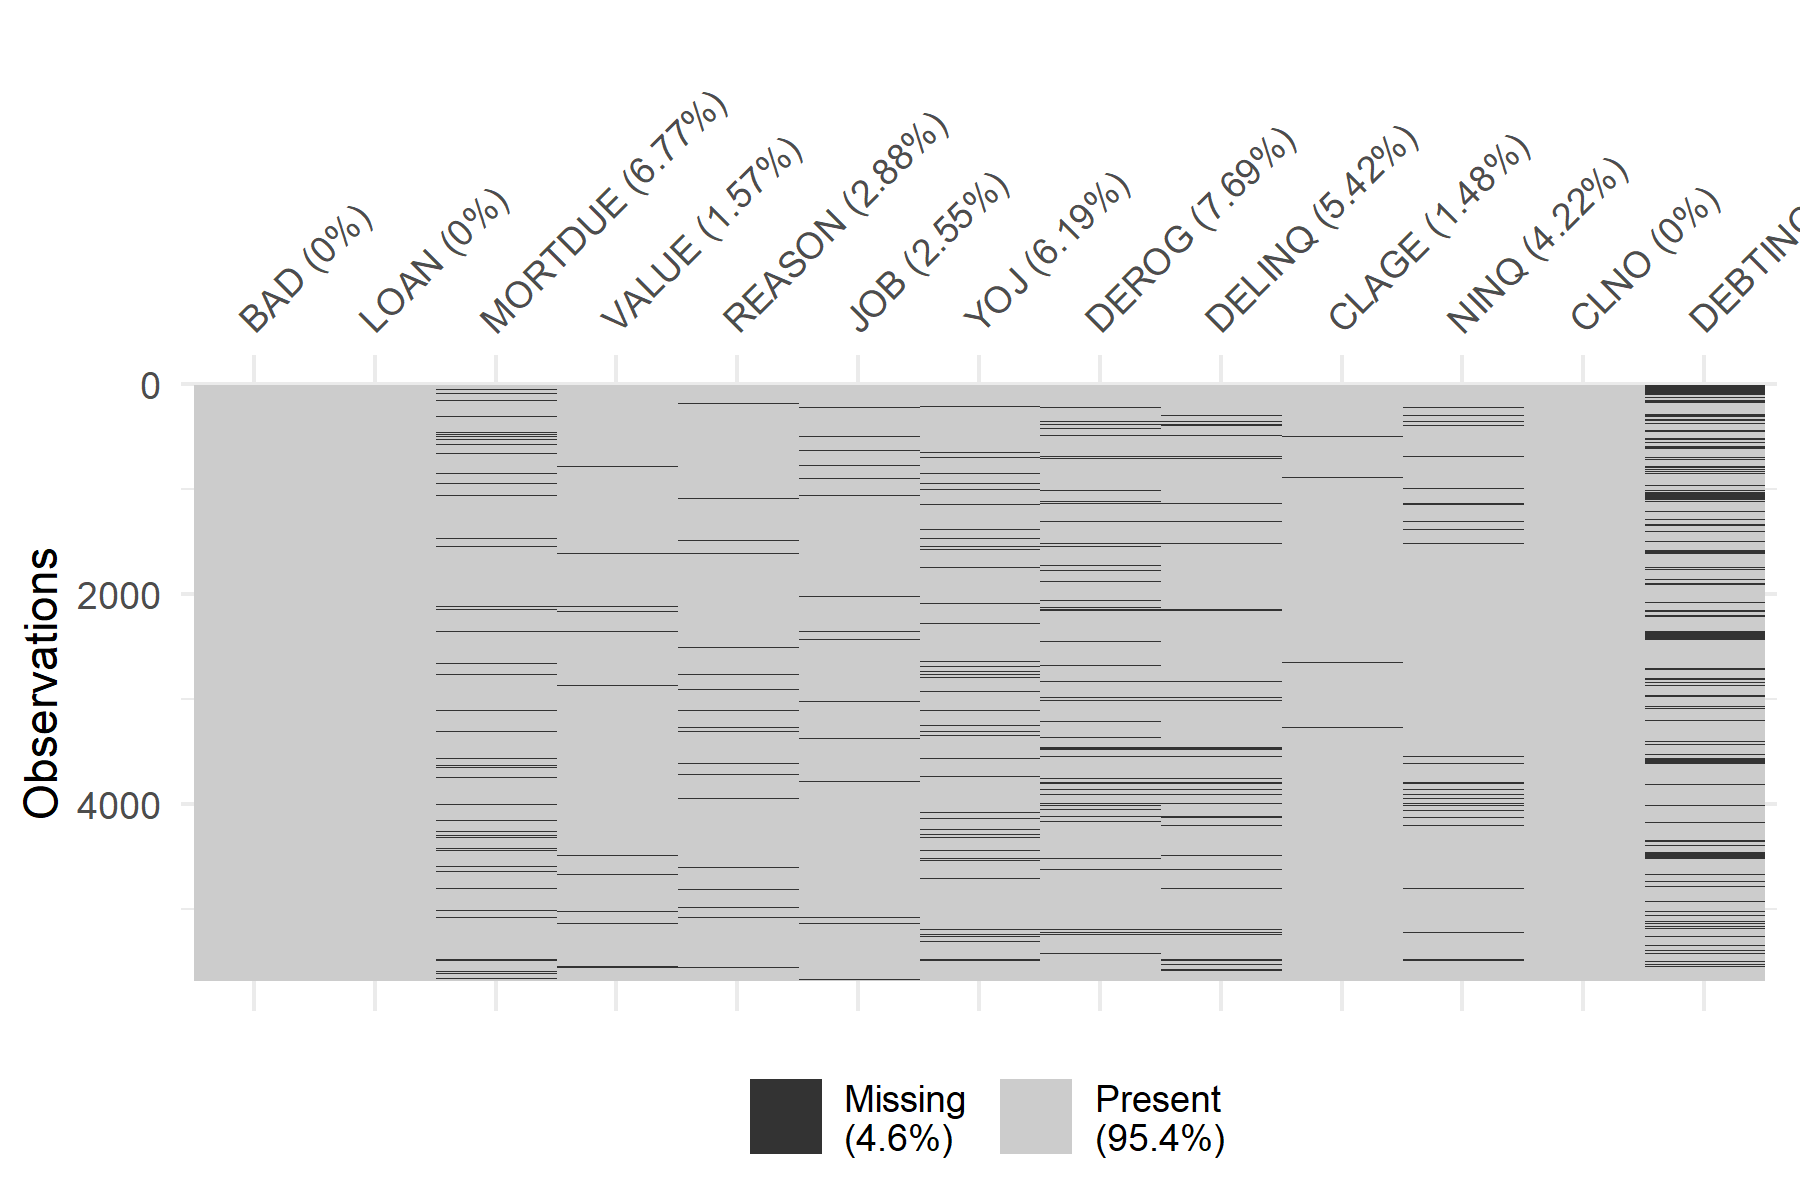 BAD (0%)
LOAN (0%)
MORTDUE (6.77%)
VALUE (1.57%)
REASON (2.88%)
JOB (2.55%)
YOJ (6.19%)
DEROG (7.69%)
DELINQ (5.42%)
CLAGE (1.48%)
NINQ (4.22%)
CLNO (0%)
DEBTINC
0
2000
4000
Observations
Missing
(4.6%)
Present
(95.4%)